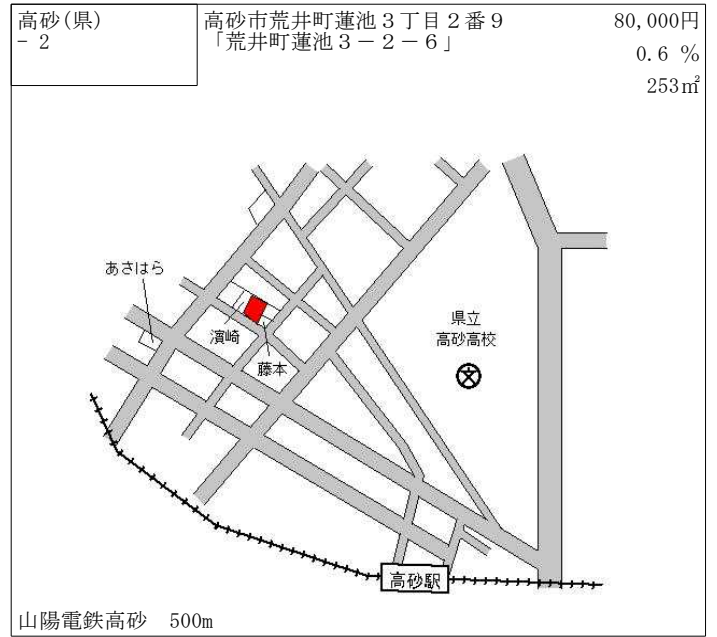 高砂(県)
- 2
高砂市荒井町蓮池３丁目２番９
「荒井町蓮池３－２－６」
80,000円
0.6 %
253㎡
あさはら
濵崎
藤本
県立
高砂高校
高砂駅
山陽電鉄高砂 500m